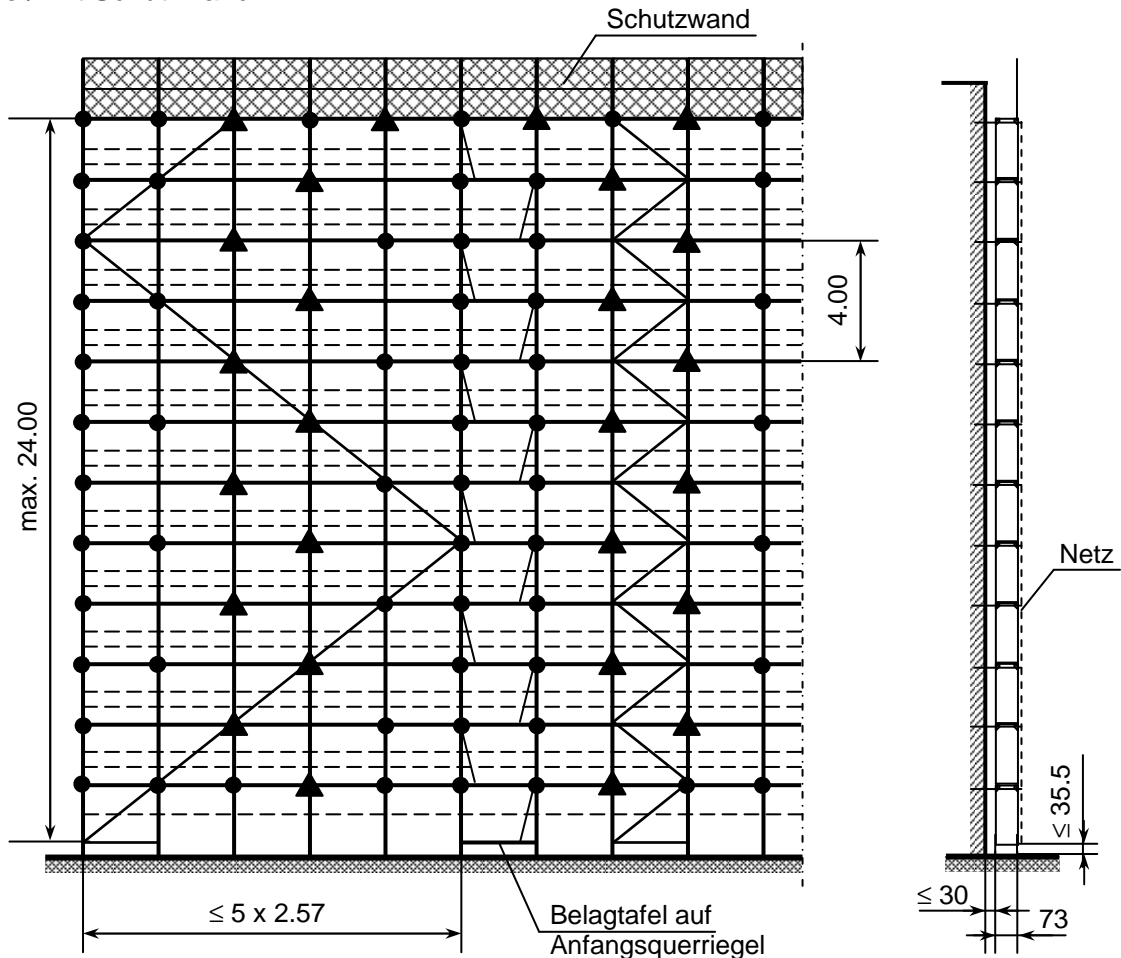 Schutzwand
max. 24.00
4.00
Netz
≤ 35.5
≤ 30
73
≤ 5 x 2.57
Belagtafel auf
Anfangsquerriegel